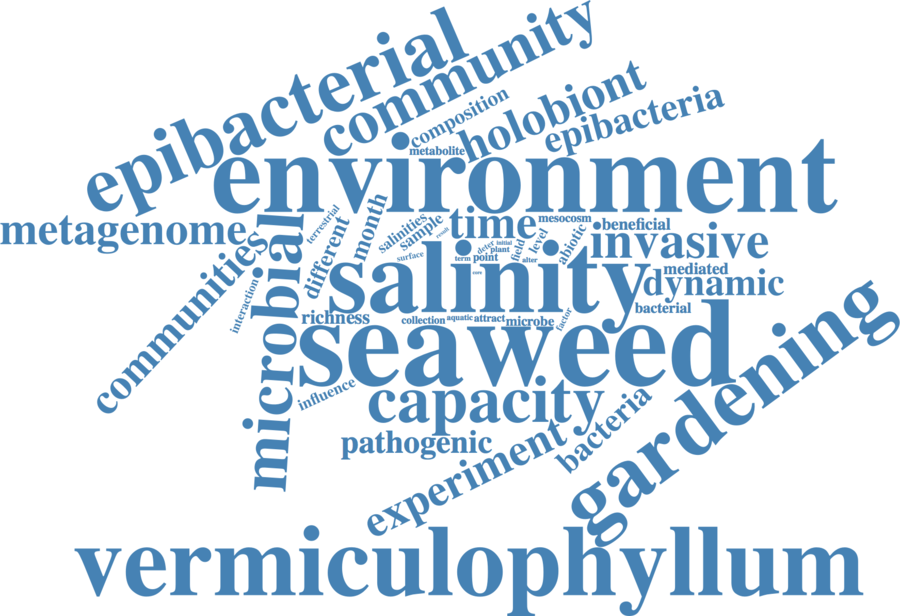 epibacterial
community
composition
holobiont
epibacteria
metabolite
environment
metagenome
terrestrial
month
salinities
sample
result
time
mesocosm
beneficial
invasive
communities
microbial
different
surface
defer
initial
plant
field
level
abiotic
term
point
alter
salinity
mediated
dynamic
interaction
core
bacterial
richness
collection
aquatic
attract
microbe
factor
seaweed
gardening
influence
capacity
pathogenic
experiment
bacteria
vermiculophyllum